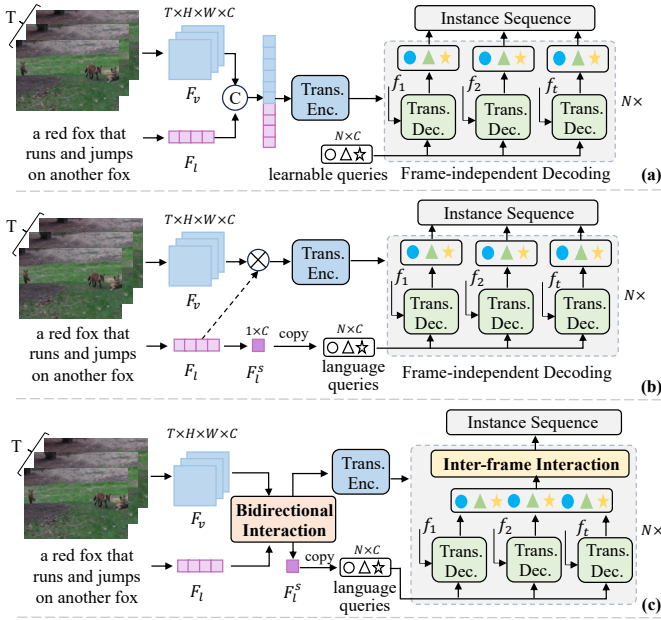 T
T×H×W×C
F_v
a red fox that
runs and jumps
on another fox
F_l
C
Trans.
Enc.
N×C
learnable queries
Instance Sequence
f_1
f_2
f_t
Trans.
Dec.
Trans.
Dec.
Trans.
Dec.
N×
Frame-independent Decoding
(a)
T
T×H×W×C
F_v
a red fox that
runs and jumps
on another fox
F_l
1×C
F_l^s
copy
Trans.
Enc.
N×C
language
queries
Instance Sequence
f_1
f_2
f_t
Trans.
Dec.
Trans.
Dec.
Trans.
Dec.
N×
Frame-independent Decoding
(b)
T
T×H×W×C
F_v
a red fox that
runs and jumps
on another fox
F_l
Bidirectional
Interaction
F_l^s
copy
Trans.
Enc.
N×C
language
queries
Instance Sequence
Inter-frame Interaction
f_1
f_2
f_t
Trans.
Dec.
Trans.
Dec.
Trans.
Dec.
N×
(c)